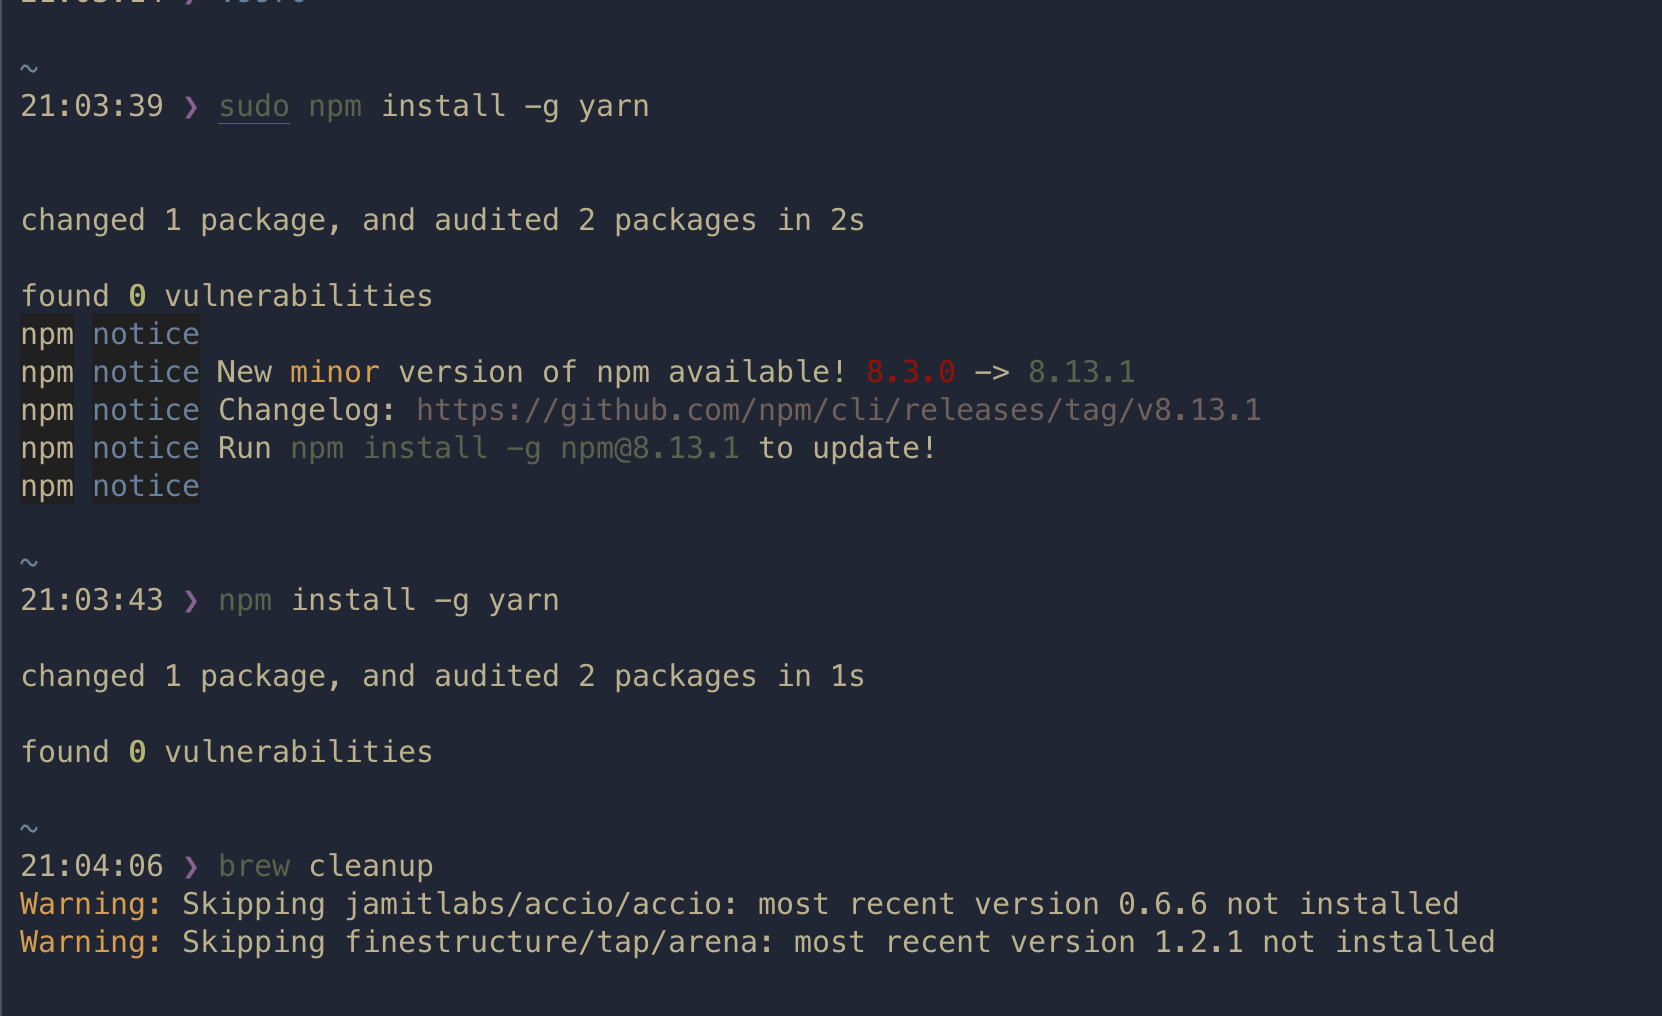 ~
21:03:39 ❯ sudo npm install -g yarn
changed 1 package, and audited 2 packages in 2s
found 0 vulnerabilities
npm notice
npm notice New minor version of npm available! 8.3.0 -> 8.13.1
npm notice Changelog: https://github.com/npm/cli/releases/tag/v8.13.1
npm notice Run npm install -g npm@8.13.1 to update!
npm notice
~
21:03:43 ❯ npm install -g yarn
changed 1 package, and audited 2 packages in 1s
found 0 vulnerabilities
~
21:04:06 ❯ brew cleanup
Warning: Skipping jamitlabs/accio/accio: most recent version 0.6.6 not installed
Warning: Skipping finestructure/tap/arena: most recent version 1.2.1 not installed